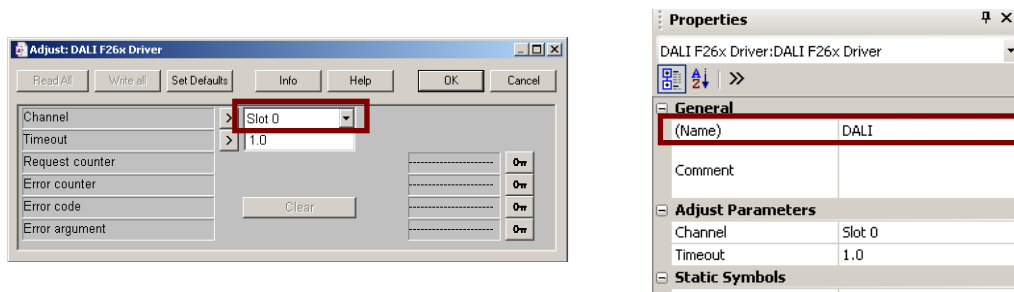 Adjust: DALI F26x Driver
Read All Write all Set Defaults Info Help OK Cancel
Channel > Slot 0
Timeout > 1.0
Request counter
Error counter
Error code Clear
Error argument
Properties
DALI F26x Driver:DALI F26x Driver
General
(Name) DALI
Comment
Adjust Parameters
Channel Slot 0
Timeout 1.0
Static Symbols